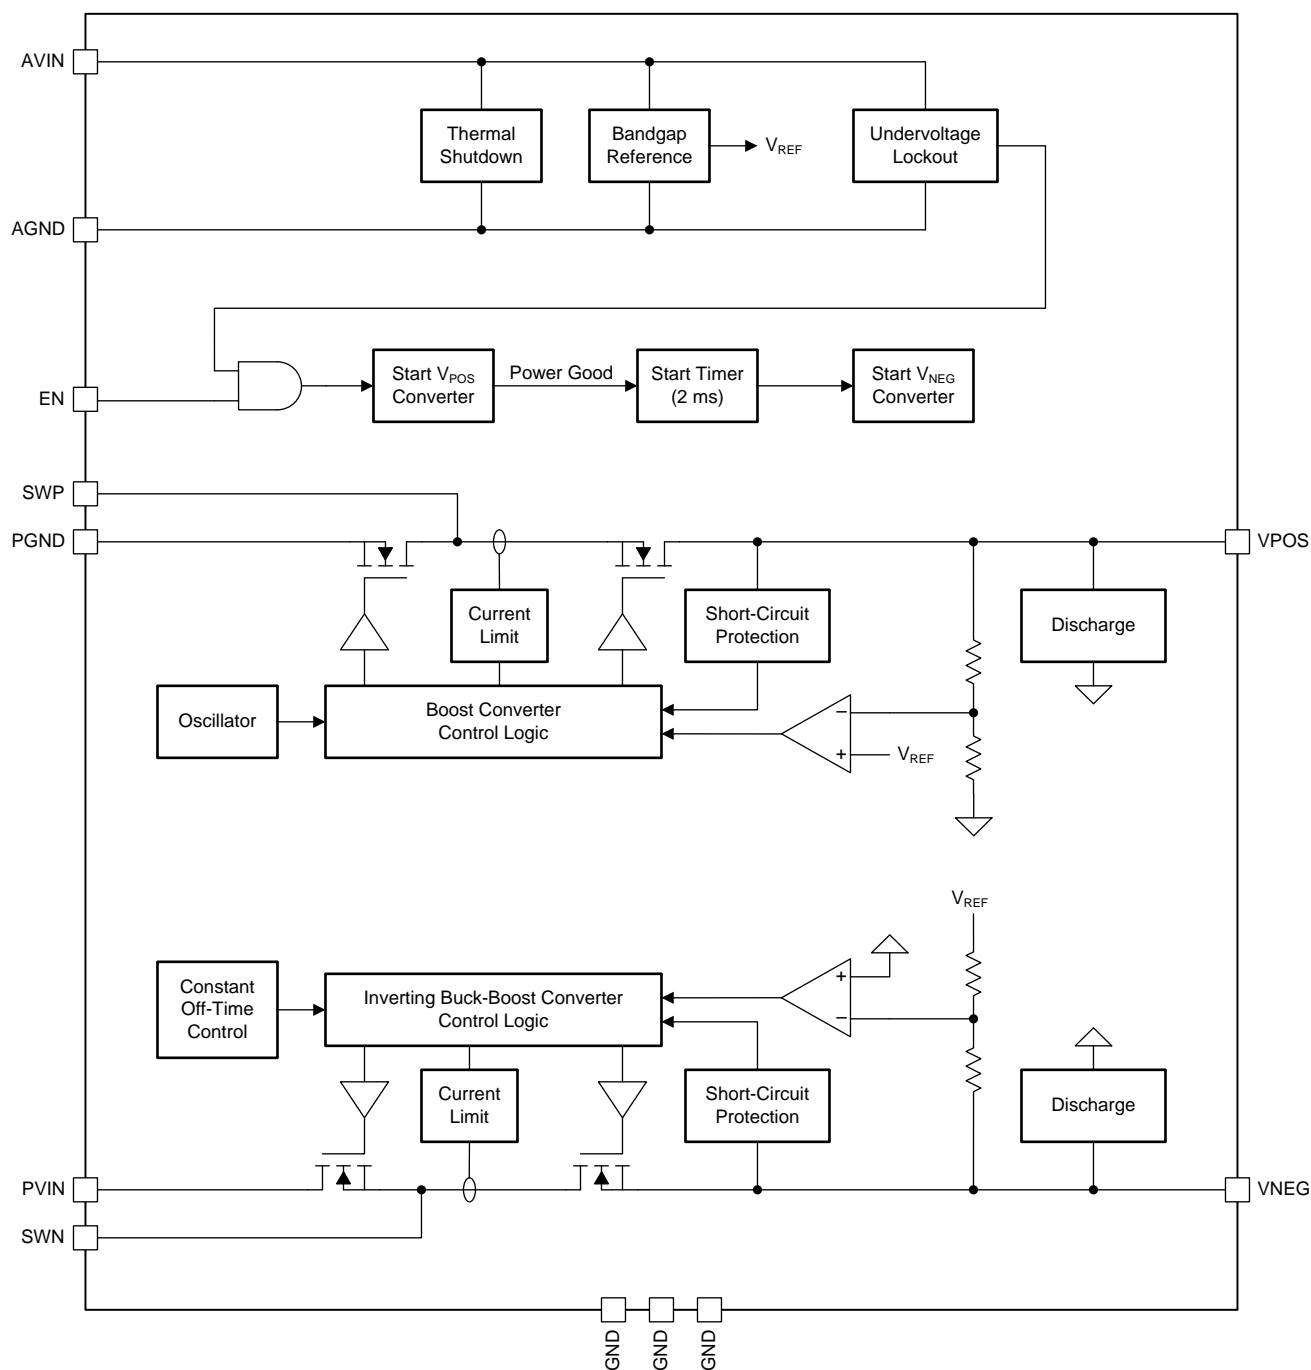 AVIN
Thermal
Shutdown
Bandgap
Reference
VREF
Undervoltage
Lockout
AGND
EN
Start VPOS
Converter
Power Good
Start Timer
(2 ms)
Start VNEG
Converter
SWP
PGND
VPOS
Current
Limit
Short-Circuit
Protection
Discharge
Oscillator
Boost Converter
Control Logic
−
+
VREF
VREF
Constant
Off-Time
Control
Inverting Buck-Boost Converter
Control Logic
+
−
Current
Limit
Short-Circuit
Protection
Discharge
PVIN
VNEG
SWN
GND
GND
GND